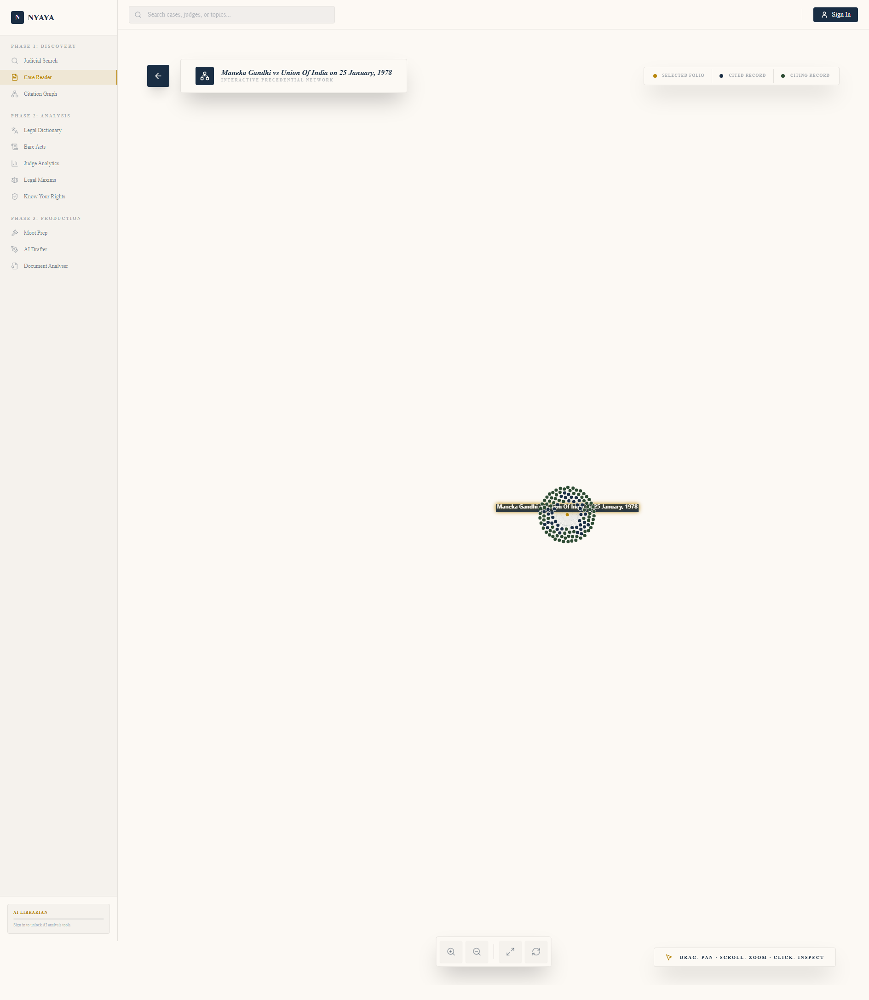 N NYAYA
Search cases, judges, or topics...
Sign In
PHASE 1: DISCOVERY
Judicial Search
Case Reader
Citation Graph
PHASE 2: ANALYSIS
Legal Dictionary
Bare Acts
Judge Analytics
Legal Maxims
Know Your Rights
PHASE 3: PRODUCTION
Moot Prep
AI Drafter
Document Analyser
Maneka Gandhi vs Union Of India on 25 January, 1978
INTERACTIVE PRECEDENTIAL NETWORK
SELECTED FOLIO
CITED RECORD
CITING RECORD
Maneka Gandhi Of 25 January, 1978
AI LIBRARIAN
Sign in to unlock AI analysis tools.
DRAG: PAN · SCROLL: ZOOM · CLICK: INSPECT